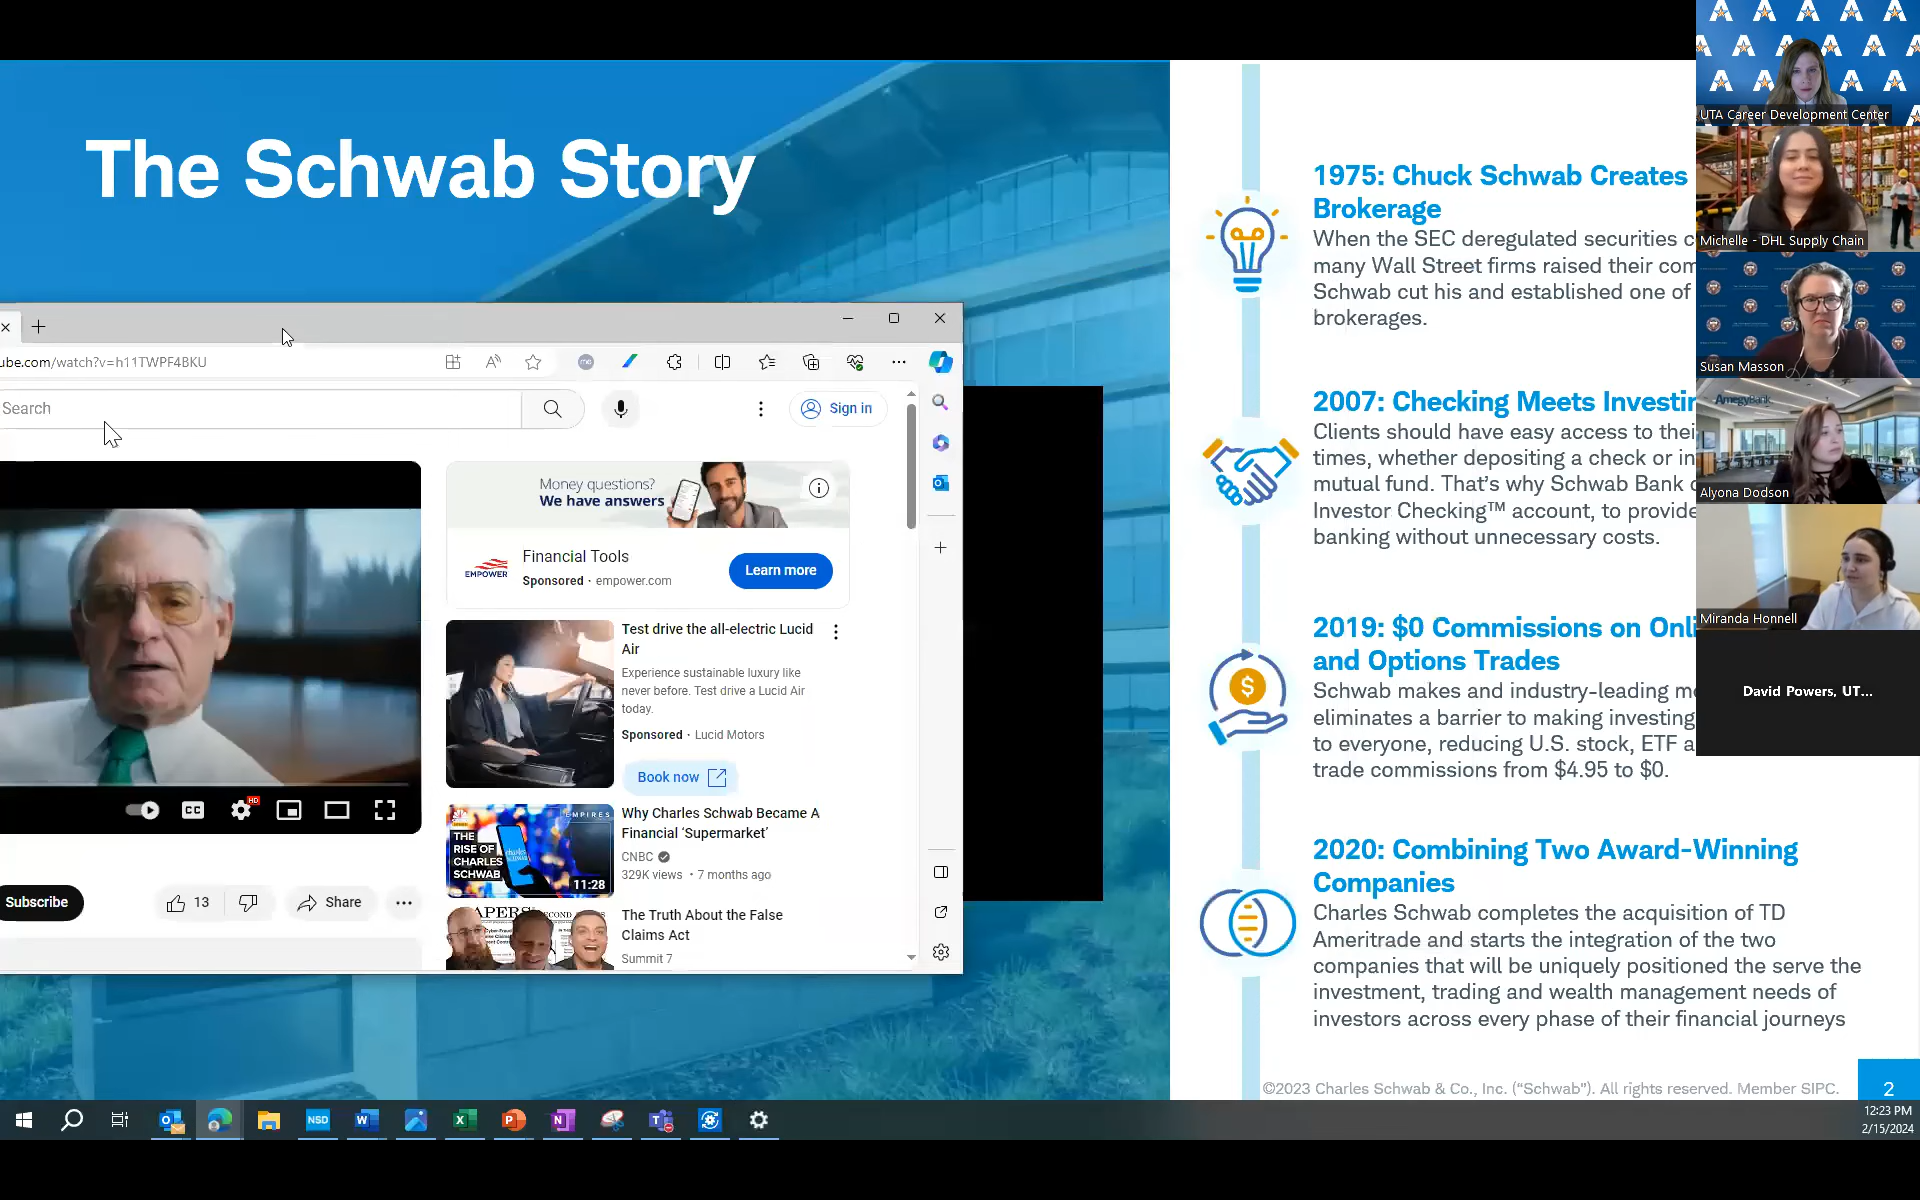 The Schwab Story
1975: Chuck Schwab Creates
Brokerage
When the SEC deregulated securities c
many Wall Street firms raised their com
Schwab cut his and established one of
brokerages.
2007: Checking Meets Investin
Clients should have easy access to thei
times, whether depositing a check or in
mutual fund. That's why Schwab Bank
Investor Checking™ account, to provide
banking without unnecessary costs.
2019: $0 Commissions on Onli
and Options Trades
Schwab makes and industry-leading mo
eliminates a barrier to making investing
to everyone, reducing U.S. stock, ETF a
trade commissions from $4.95 to $0.
2020: Combining Two Award-Winning
Companies
Charles Schwab completes the acquisition of TD
Ameritrade and starts the integration of the two
companies that will be uniquely positioned the serve the
investment, trading and wealth management needs of
investors across every phase of their financial journeys
©2023 Charles Schwab & Co., Inc. ("Schwab"). All rights reserved. Member SIPC.
2
ube.com/watch?v=h11TWPF4BKU
Search
Sign in
Money questions?
We have answers
EMPOWER
Financial Tools
Sponsored · empower.com
Learn more
Test drive the all-electric Lucid
Air
Experience sustainable luxury like
never before. Test drive a Lucid Air
today.
Sponsored · Lucid Motors
Book now
EMPIRES
THE
RISE OF
CHARLES
SCHWAB
11:28
Why Charles Schwab Became A
Financial 'Supermarket'
CNBC
329K views • 7 months ago
The Truth About the False
Claims Act
Summit 7
CC
HD
Subscribe
13
Share
UTA Career Development Center
Michelle - DHL Supply Chain
Susan Masson
AmegyBank
Alyona Dodson
Miranda Honnell
David Powers, UT...
NSD
12:23 PM
2/15/2024